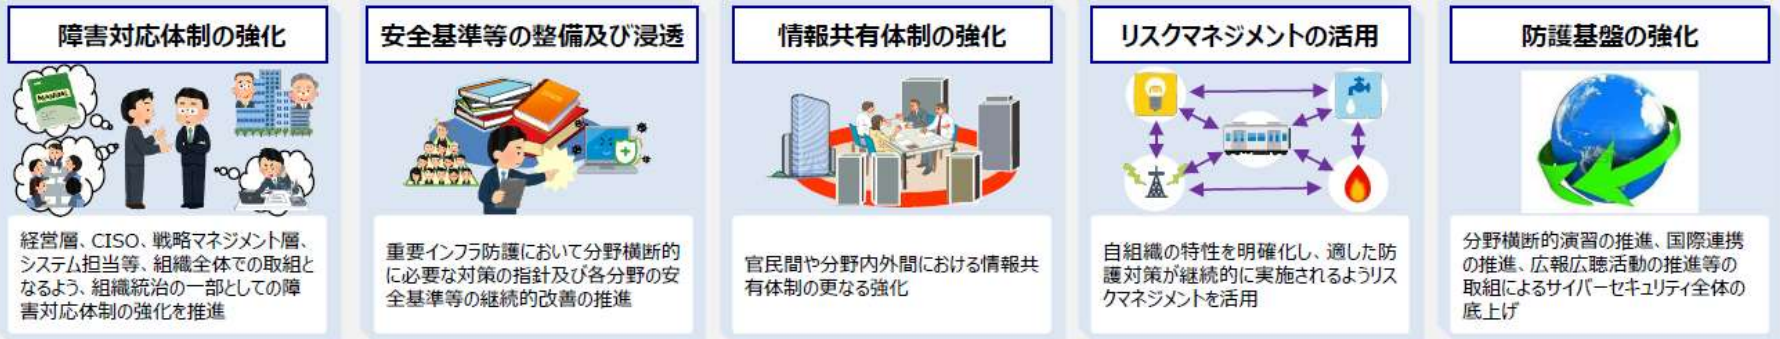 障害対応体制の強化
MANUAL
経営層、CISO、戦略マネジメント層、
システム担当等、組織全体での取組と
なるよう、組織統治の一部としての障
害対応体制の強化を推進
安全基準等の整備及び浸透
重要インフラ防護において分野横断的
に必要な対策の指針及び各分野の安
全基準等の継続的改善の推進
情報共有体制の強化
官民間や分野内外間における情報共
有体制の更なる強化
リスクマネジメントの活用
自組織の特性を明確化し、適した防
護対策が継続的に実施されるようリス
クマネジメントを活用
防護基盤の強化
分野横断的演習の推進、国際連携
の推進、広報広聴活動の推進等の
取組によるサイバーセキュリティ全体の
底上げ